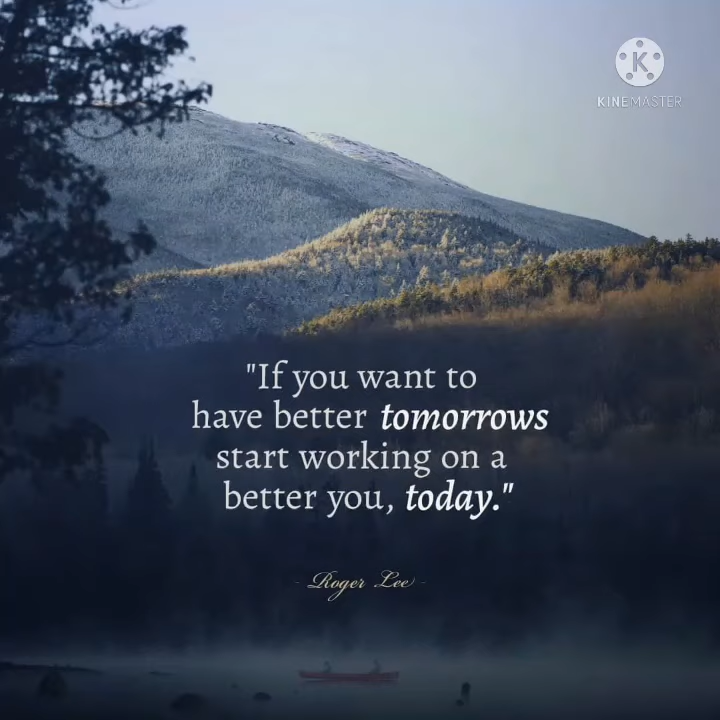 K
KINEMASTER
"If you want to
have better tomorrows
start working on a
better you, today."
- Roger Lee -